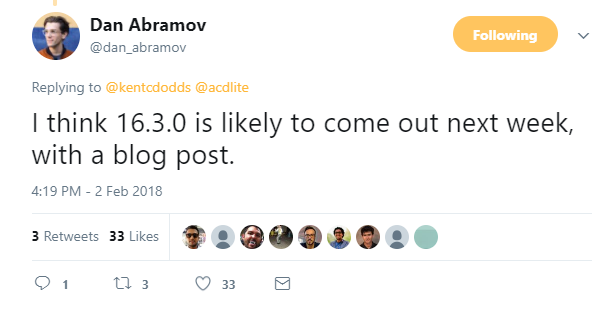 Dan Abramov
@dan_abramov
Following
Replying to @kentcdodds @acdlite
I think 16.3.0 is likely to come out next week,
with a blog post.
4:19 PM - 2 Feb 2018
3 Retweets 33 Likes
1 3 33